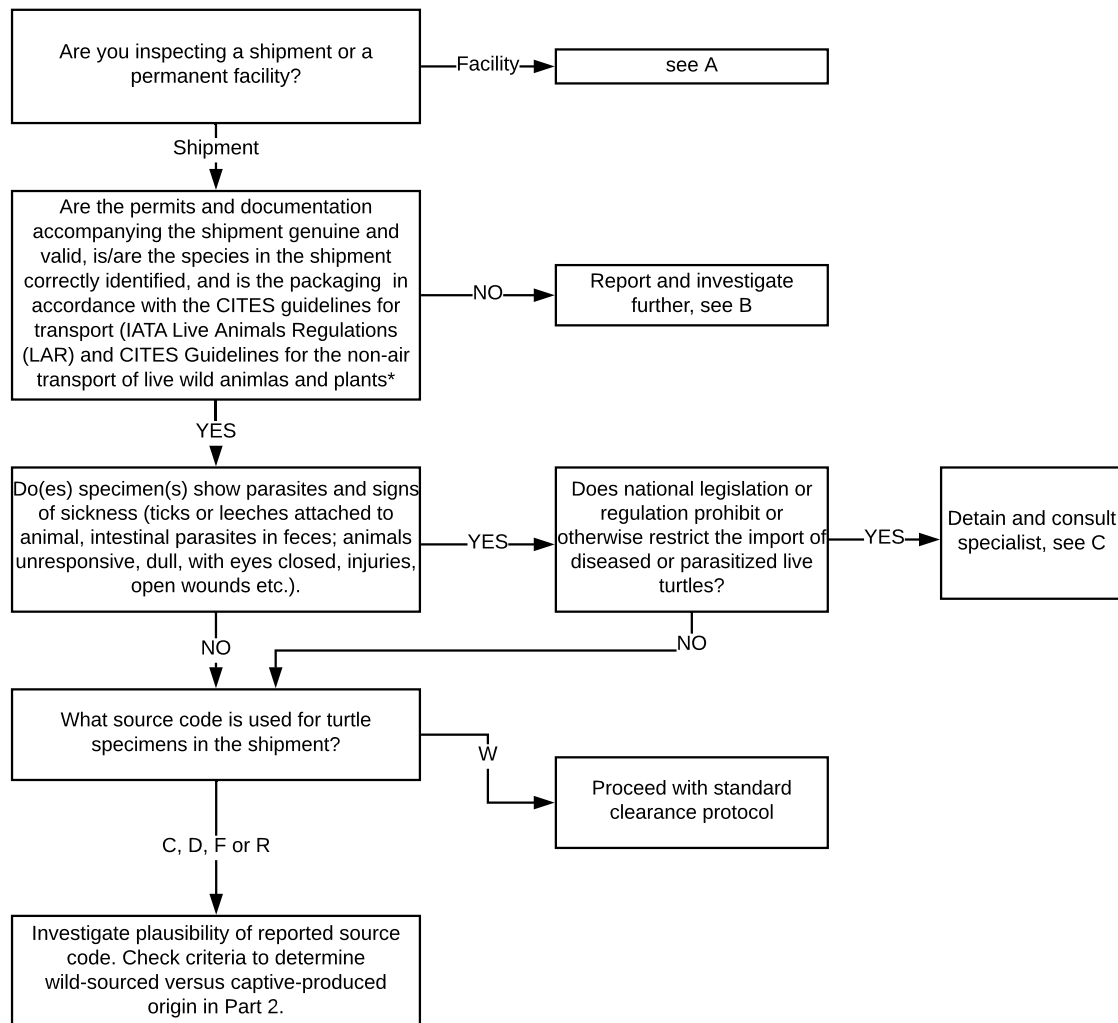 Are you inspecting a shipment or a
permanent facility?
Facility
see A
Shipment
Are the permits and documentation
accompanying the shipment genuine and
valid, is/are the species in the shipment
correctly identified, and is the packaging  in
accordance with the CITES guidelines for
transport (IATA Live Animals Regulations
(LAR) and CITES Guidelines for the non-air
transport of live wild animlas and plants*
NO
Report and investigate
further, see B
YES
Do(es) specimen(s) show parasites and signs
of sickness (ticks or leeches attached to
animal, intestinal parasites in feces; animals
unresponsive, dull, with eyes closed, injuries,
open wounds etc.).
YES
Does national legislation or
regulation prohibit or
otherwise restrict the import of
diseased or parasitized live
turtles?
YES
Detain and consult
specialist, see C
NO
NO
What source code is used for turtle
specimens in the shipment?
W
Proceed with standard
clearance protocol
C, D, F or R
Investigate plausibility of reported source
code. Check criteria to determine
wild-sourced versus captive-produced
origin in Part 2.